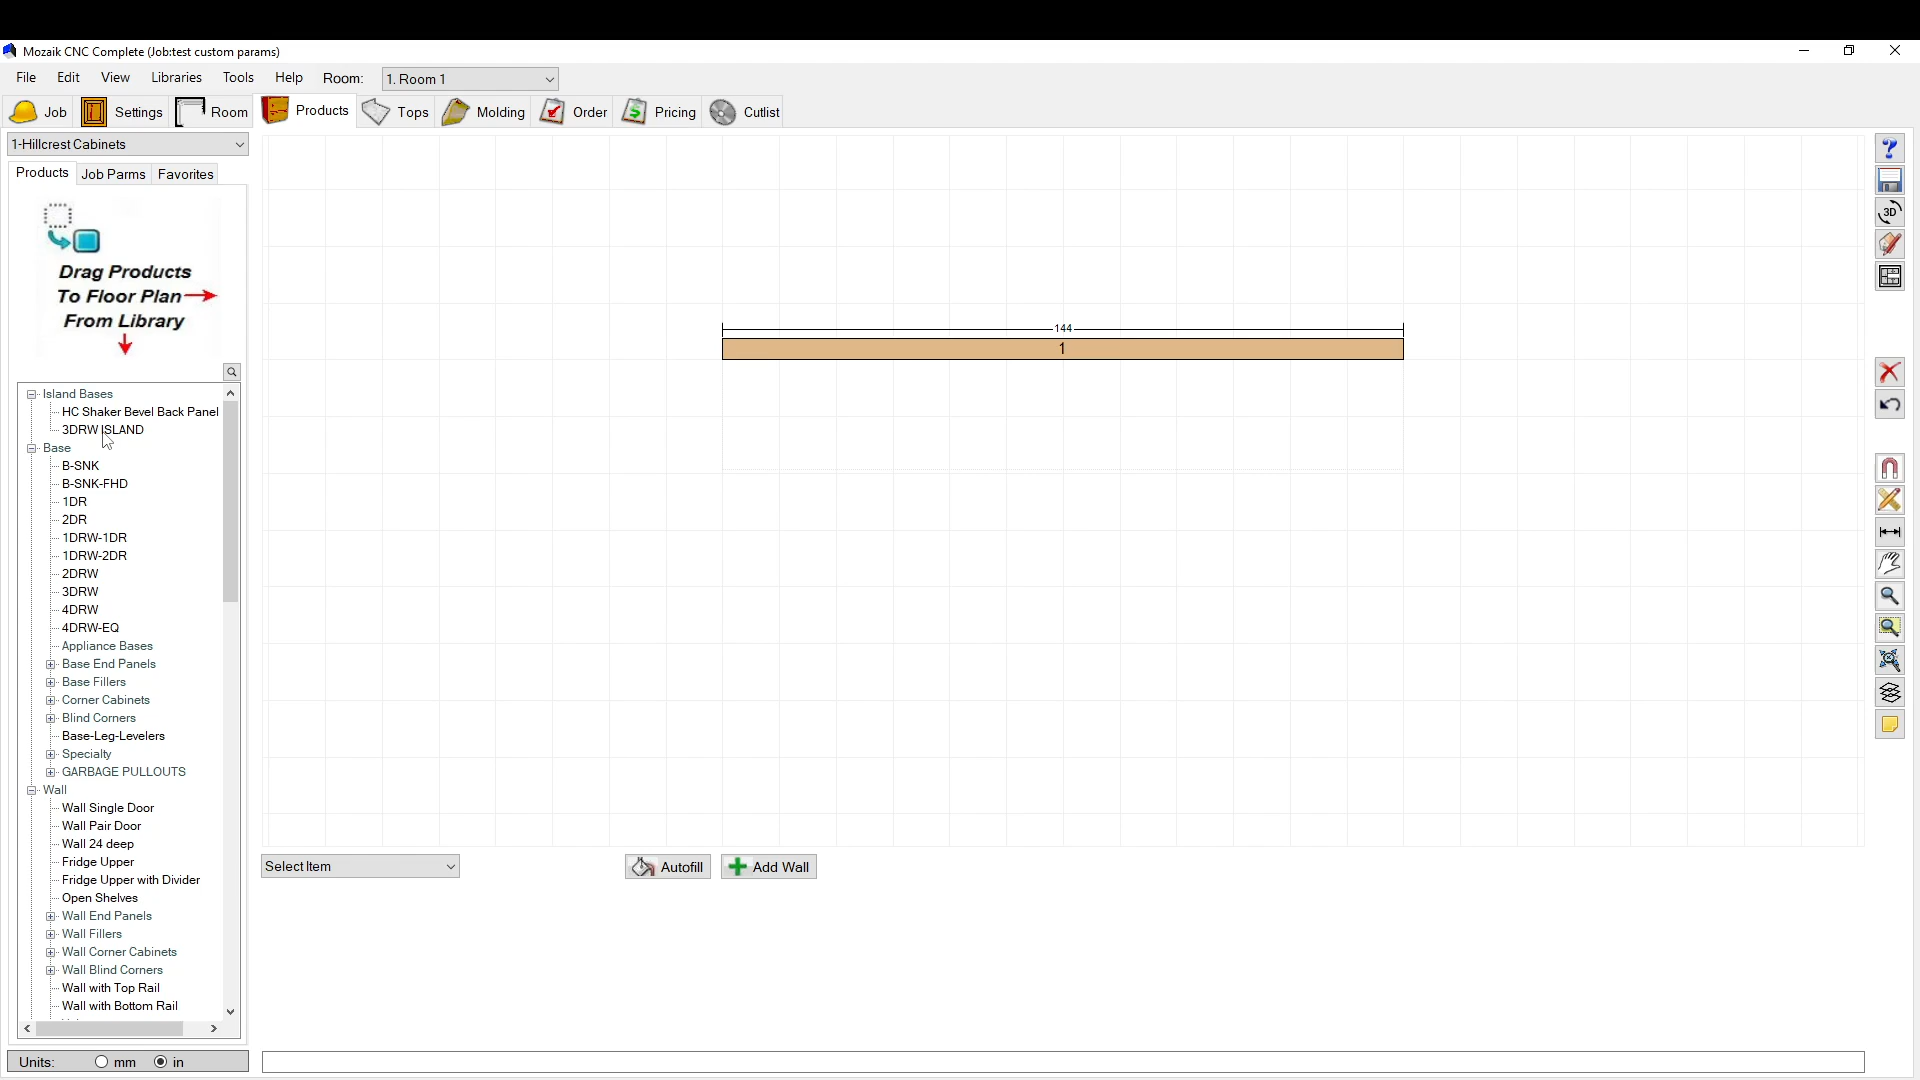 Mozaik CNC Complete (Job:test custom params)
File Edit View Libraries Tools Help Room: 1. Room 1
Job Settings Room Products Tops Molding Order Pricing Cutlist
1-Hillcrest Cabinets
Products Job Parms Favorites
Drag Products
To Floor Plan
From Library
144
1
Island Bases
HC Shaker Bevel Back Panel
3DRW ISLAND
Base
B-SNK
B-SNK-FHD
1DR
2DR
1DRW-1DR
1DRW-2DR
2DRW
3DRW
4DRW
4DRW-EQ
Appliance Bases
Base End Panels
Base Fillers
Corner Cabinets
Blind Corners
Base-Leg-Levelers
Specialty
GARBAGE PULLOUTS
Wall
Wall Single Door
Wall Pair Door
Wall 24 deep
Fridge Upper
Fridge Upper with Divider
Open Shelves
Wall End Panels
Wall Fillers
Wall Corner Cabinets
Wall Blind Corners
Wall with Top Rail
Wall with Bottom Rail
Select Item Autofill Add Wall
Units: mm in
? 3D